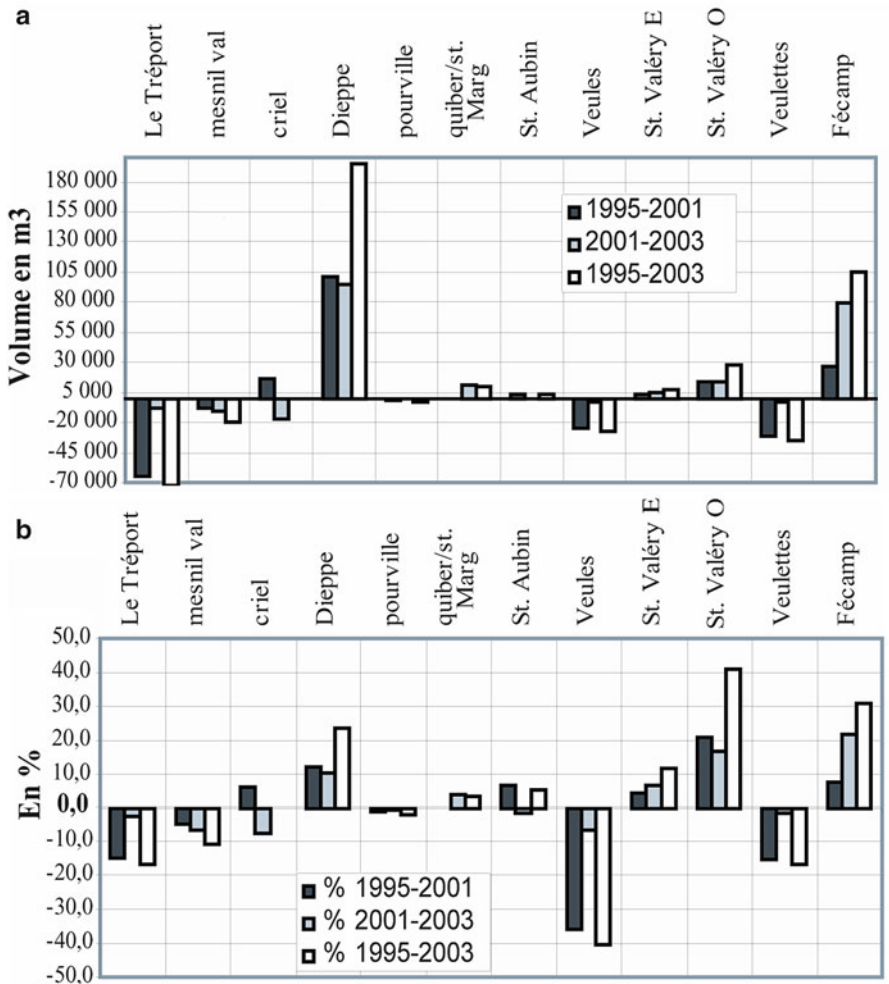 a
Le Tréport
mesnil val
criel
Dieppe
pourville
quiber/st.
Marg
St. Aubin
Veules
St. Valéry E
St. Valéry O
Veulettes
Fécamp
Volume en m3
180 000
155 000
130 000
105 000
80 000
55 000
30 000
5 000
-20 000
-45 000
-70 000
1995-2001
2001-2003
1995-2003
b
Le Tréport
mesnil val
criel
Dieppe
pourville
quiber/st.
Marg
St. Aubin
Veules
St. Valéry E
St. Valéry O
Veulettes
Fécamp
En %
50,0
40,0
30,0
20,0
10,0
0,0
-10,0
-20,0
-30,0
-40,0
-50,0
% 1995-2001
% 2001-2003
% 1995-2003